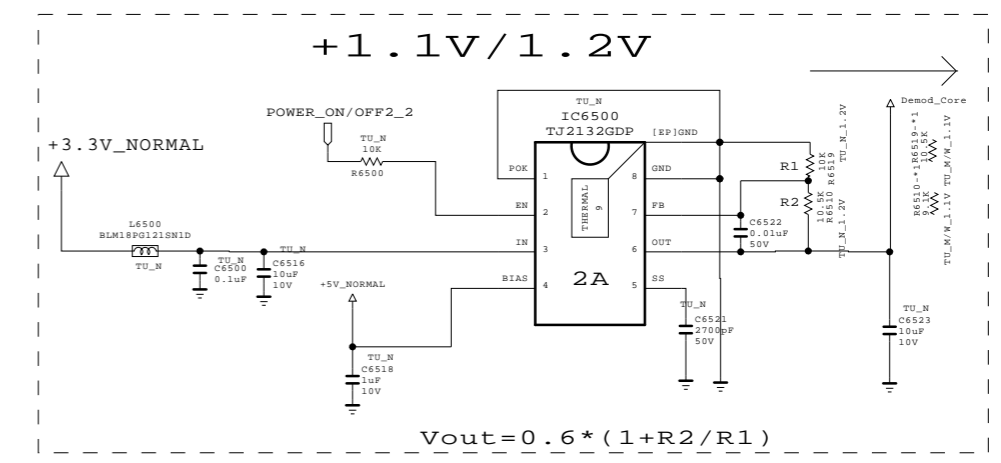 +1.1V/1.2V
POWER_ON/OFF2_2
+3.3V_NORMAL
TU_N
10K
R6500
TU_N
IC6500
TJ2132GDP
[EP]GND
POK
1
EN
2
IN
3
BIAS
4
THERMAL
9
2A
8
GND
7
FB
6
OUT
5
SS
L6500
BLM18PG121SN1D
TU_N
TU_N
C6500
0.1uF
TU_N
C6516
10uF
10V
+5V_NORMAL
TU_N
C6518
1uF
10V
TU_N
C6521
2700pF
50V
C6522
0.01uF
50V
R1
10K
R6519
TU_N_1.2V
R2
10.5K
R6510
TU_N_1.2V
Demod_Core
R6519-*1
10.5K
TU_M/W_1.1V
R6510-*1
9.1K
TU_M/W_1.1V
TU_N
C6523
10uF
10V
Vout=0.6*(1+R2/R1)